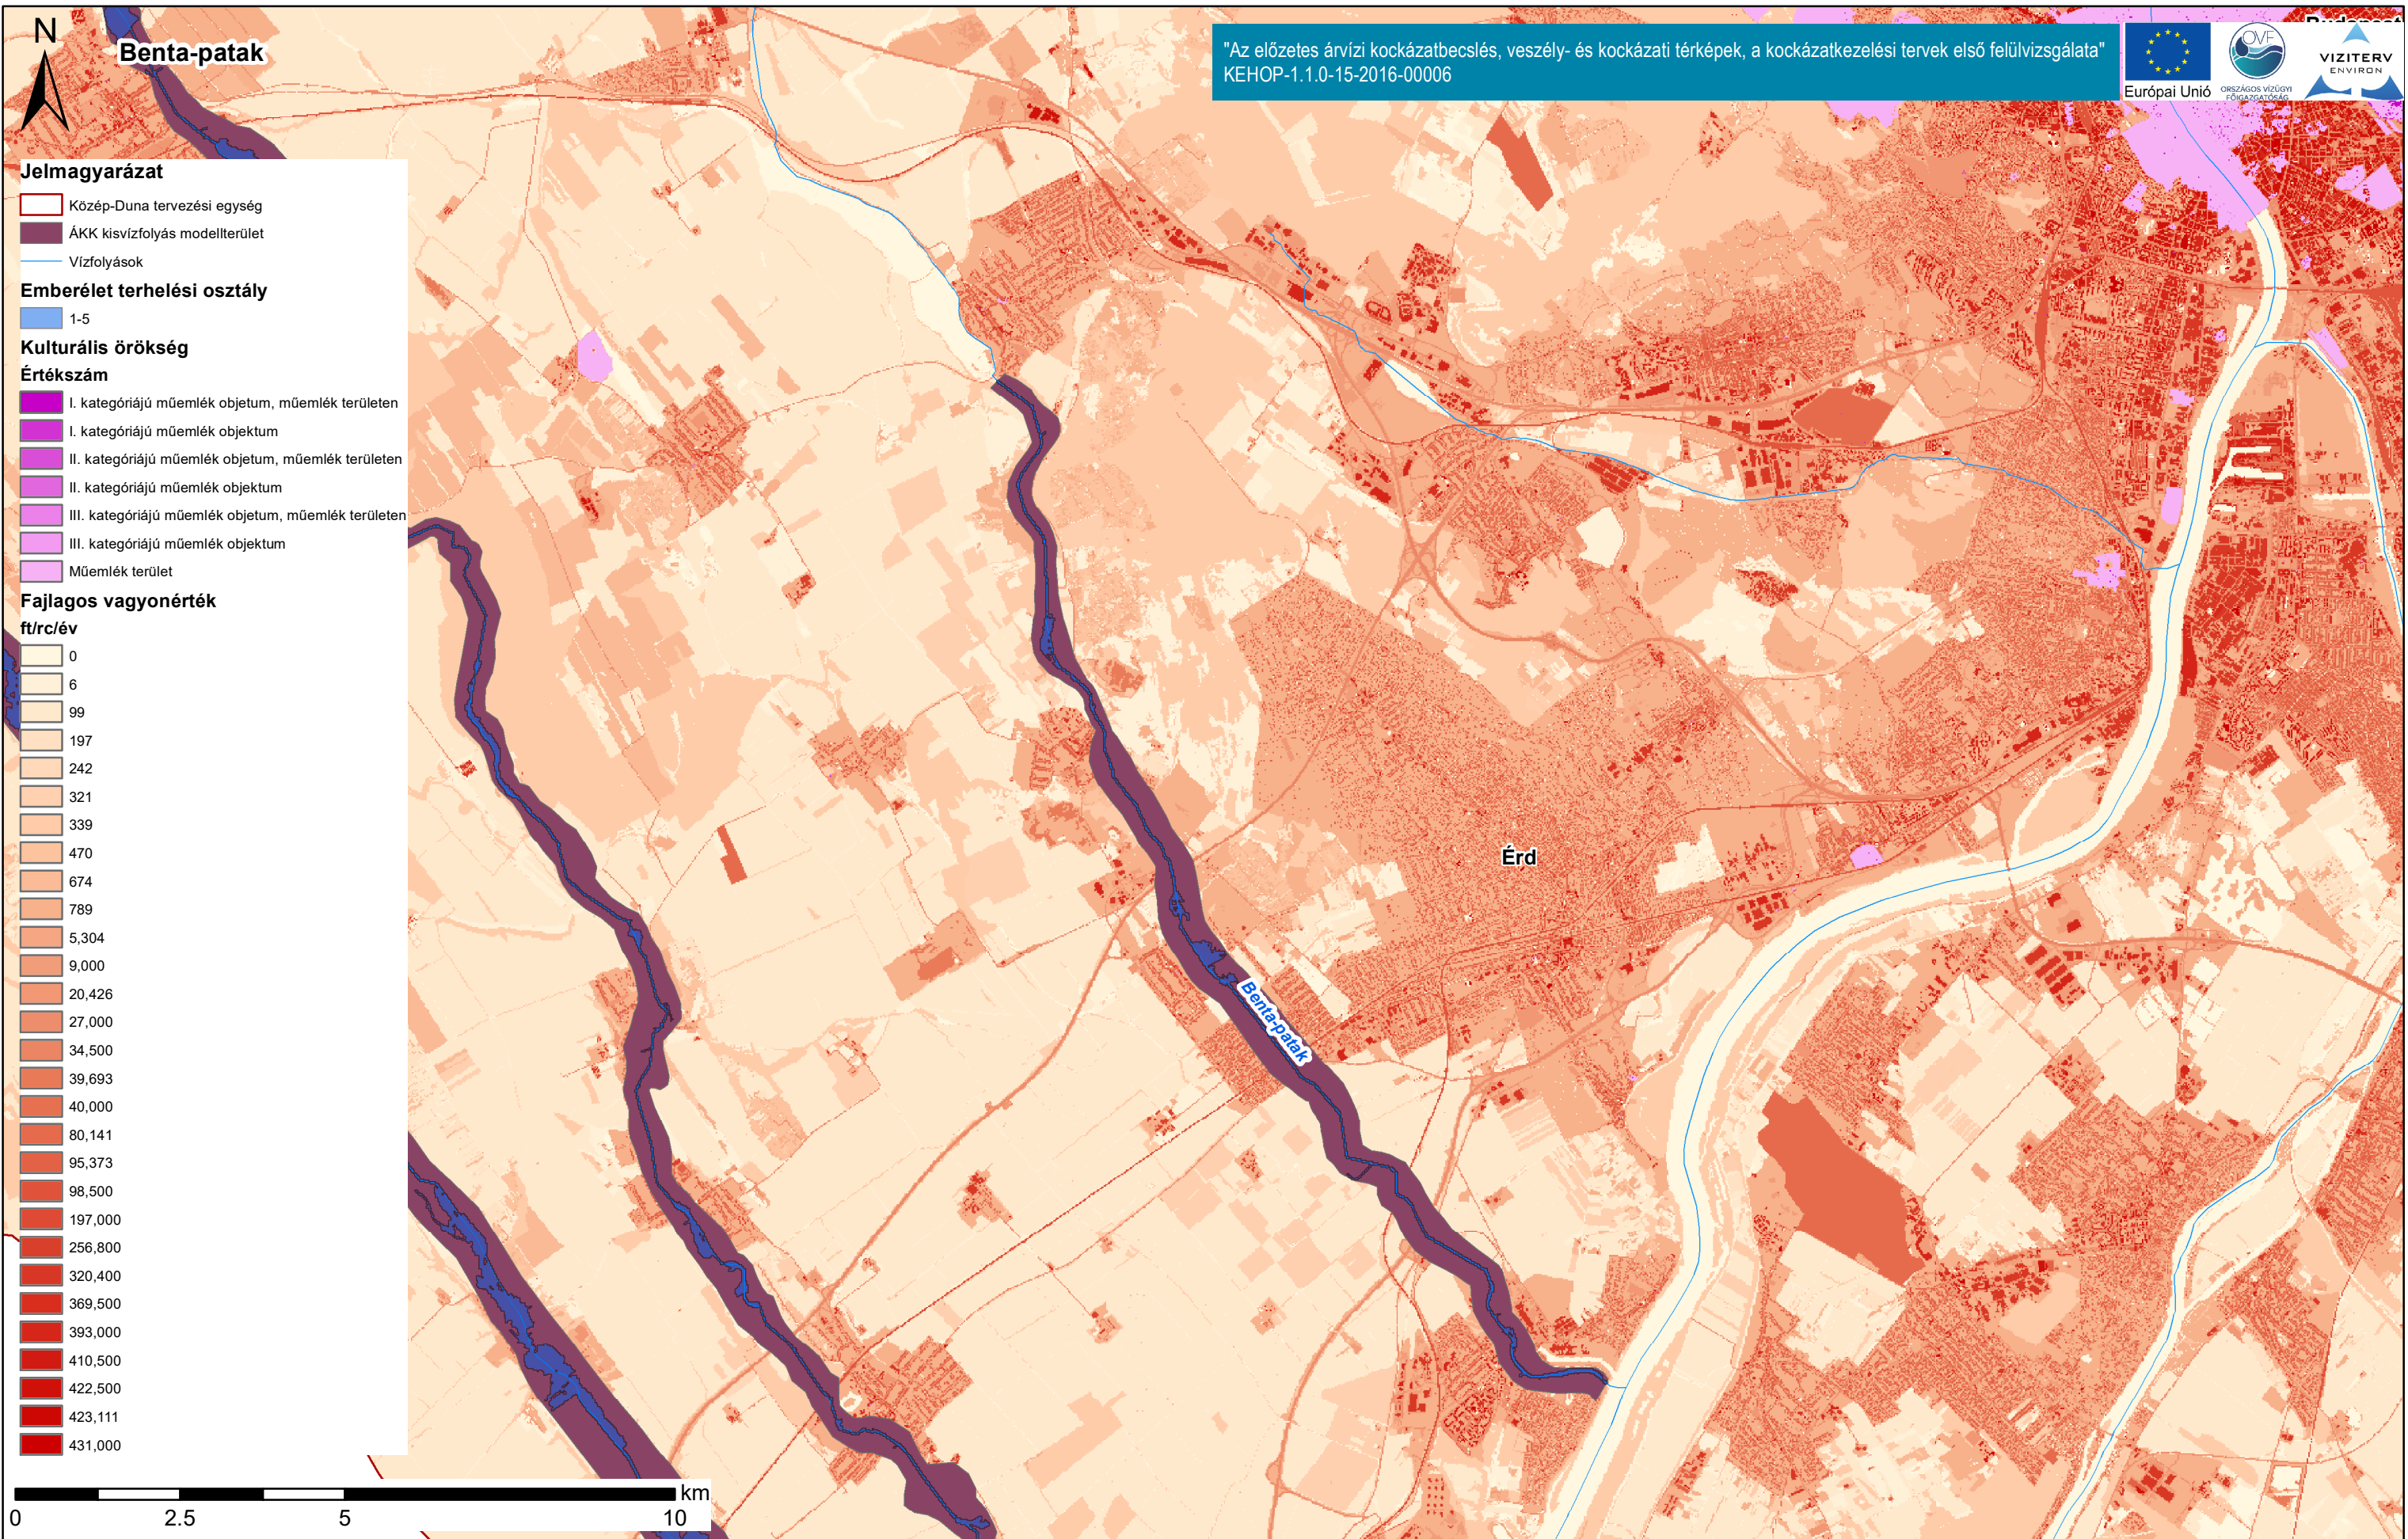 N
Benta-patak
"Az előzetes árvízi kockázatbecslés, veszély- és kockázati térképek, a kockázatkezelési tervek első felülvizsgálata"
KEHOP-1.1.0-15-2016-00006
Budapest
Európai Unió
OVF
ORSZÁGOS VÍZÜGYI
FŐIGAZGATÓSÁG
VIZITERV
ENVIRON
Jelmagyarázat
Közép-Duna tervezési egység
ÁKK kisvízfolyás modellterület
Vízfolyások
Emberélet terhelési osztály
1-5
Kulturális örökség
Értékszám
I. kategóriájú műemlék objetum, műemlék területen
I. kategóriájú műemlék objektum
II. kategóriájú műemlék objetum, műemlék területen
II. kategóriájú műemlék objektum
III. kategóriájú műemlék objetum, műemlék területen
III. kategóriájú műemlék objektum
Műemlék terület
Fajlagos vagyonérték
ft/rc/év
0
6
99
197
242
321
339
470
674
789
5,304
9,000
20,426
27,000
34,500
39,693
40,000
80,141
95,373
98,500
197,000
256,800
320,400
369,500
393,000
410,500
422,500
423,111
431,000
Érd
Benta-patak
km
0 2.5 5 10